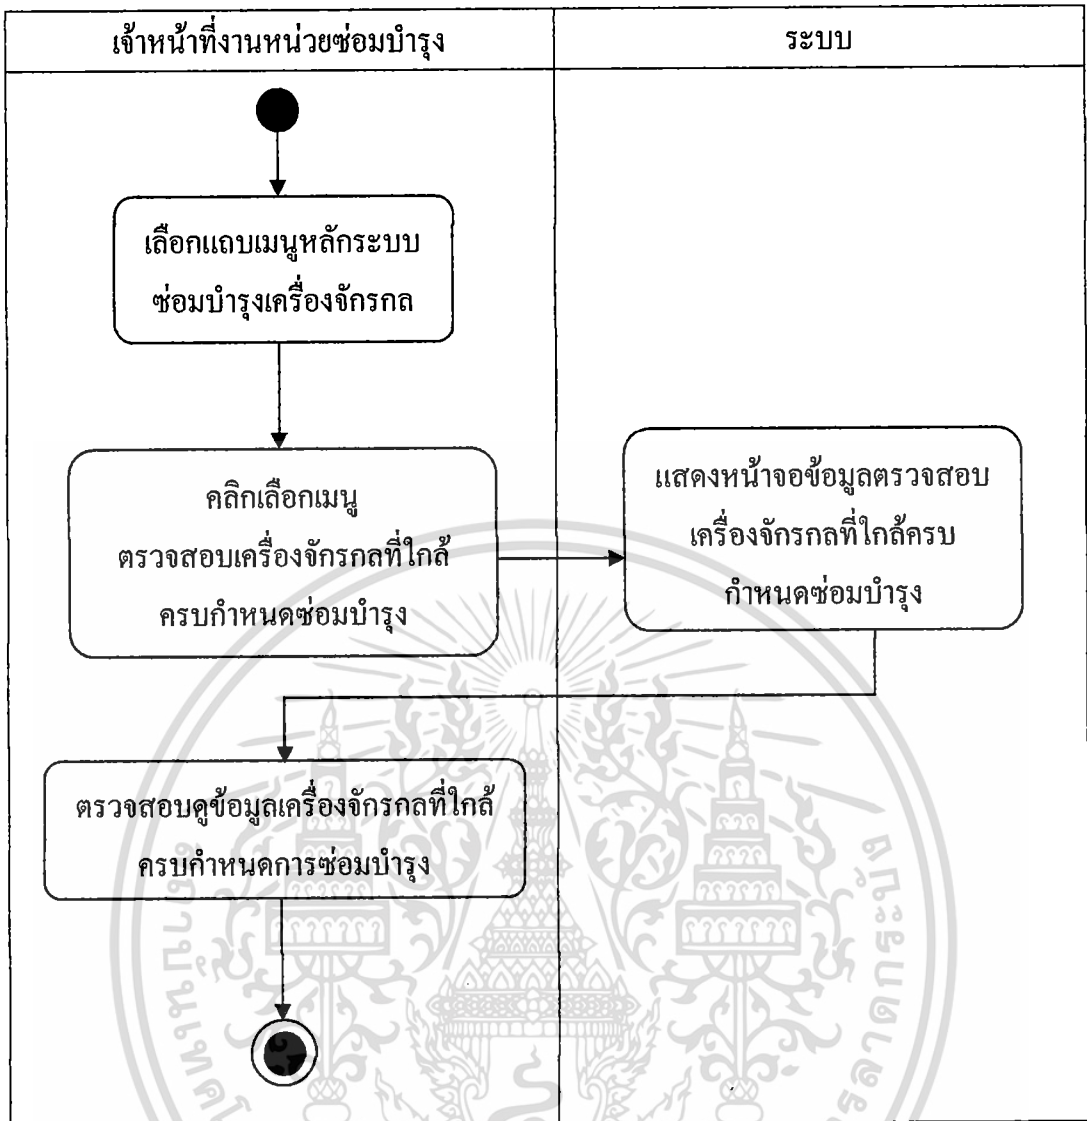 เจ้าหน้าที่งานหน่วยซ่อมบำรุง
ระบบ
เลือกแถบเมนูหลักระบบ
ซ่อมบำรุงเครื่องจักรกล
คลิกเลือกเมนู
ตรวจสอบเครื่องจักรกลที่ใกล้
ครบกำหนดซ่อมบำรุง
แสดงหน้าจอข้อมูลตรวจสอบ
เครื่องจักรกลที่ใกล้ครบ
กำหนดซ่อมบำรุง
ตรวจสอบดูข้อมูลเครื่องจักรกลที่ใกล้
ครบกำหนดการซ่อมบำรุง